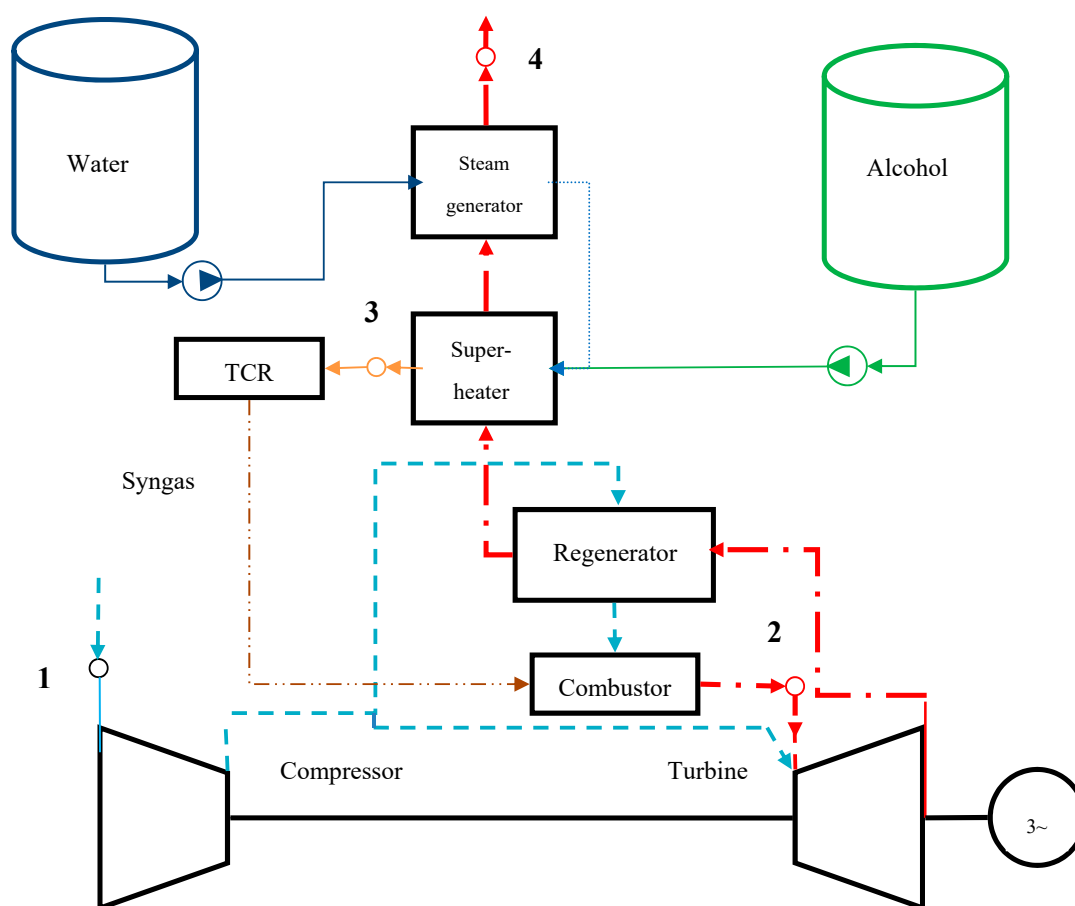 4
Water
Steam
generator
Alcohol
3
Super-
heater
TCR
Syngas
Regenerator
2
1
Combustor
Compressor
Turbine
3~